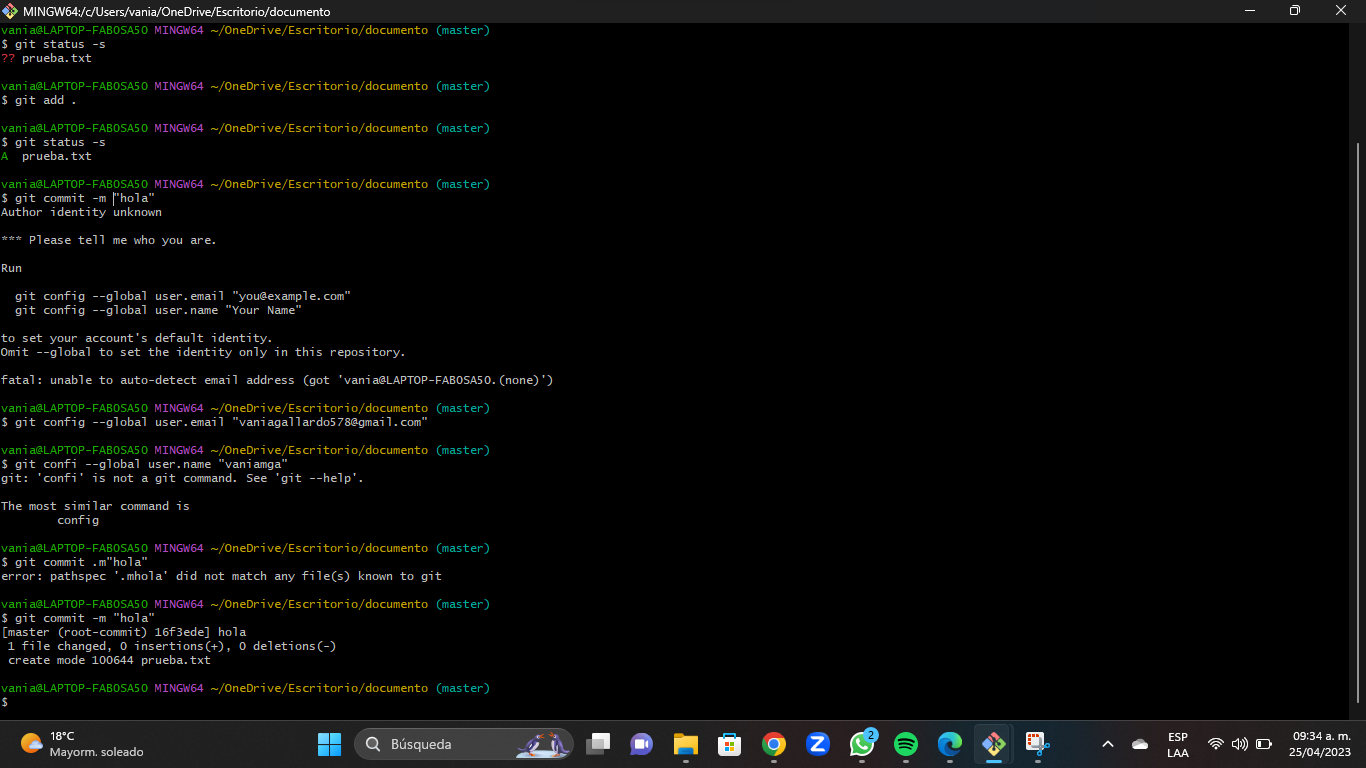 MINGW64:/c/Users/vania/OneDrive/Escritorio/documento
vania@LAPTOP-FABOSA5O MINGW64 ~/OneDrive/Escritorio/documento (master)
$ git status -s
?? prueba.txt
vania@LAPTOP-FABOSA5O MINGW64 ~/OneDrive/Escritorio/documento (master)
$ git add .
vania@LAPTOP-FABOSA5O MINGW64 ~/OneDrive/Escritorio/documento (master)
$ git status -s
A  prueba.txt
vania@LAPTOP-FABOSA5O MINGW64 ~/OneDrive/Escritorio/documento (master)
$ git commit -m "hola"
Author identity unknown
*** Please tell me who you are.
Run
  git config --global user.email "you@example.com"
  git config --global user.name "Your Name"
to set your account's default identity.
Omit --global to set the identity only in this repository.
fatal: unable to auto-detect email address (got 'vania@LAPTOP-FABOSA5O.(none)')
vania@LAPTOP-FABOSA5O MINGW64 ~/OneDrive/Escritorio/documento (master)
$ git config --global user.email "vaniagallardo578@gmail.com"
vania@LAPTOP-FABOSA5O MINGW64 ~/OneDrive/Escritorio/documento (master)
$ git confi --global user.name "vaniamga"
git: 'confi' is not a git command. See 'git --help'.
The most similar command is
        config
vania@LAPTOP-FABOSA5O MINGW64 ~/OneDrive/Escritorio/documento (master)
$ git commit .m"hola"
error: pathspec '.mhola' did not match any file(s) known to git
vania@LAPTOP-FABOSA5O MINGW64 ~/OneDrive/Escritorio/documento (master)
$ git commit -m "hola"
[master (root-commit) 16f3ede] hola
 1 file changed, 0 insertions(+), 0 deletions(-)
 create mode 100644 prueba.txt
vania@LAPTOP-FABOSA5O MINGW64 ~/OneDrive/Escritorio/documento (master)
$
18°C
Mayorm. soleado
Búsqueda
2
ESP
LAA
09:34 a. m.
25/04/2023